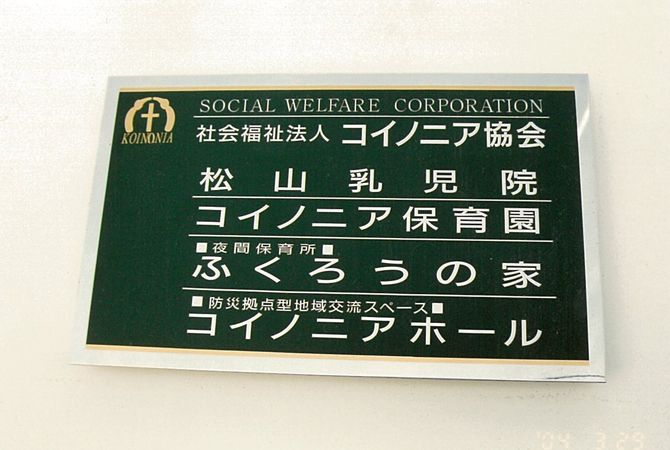 KOINONIA
SOCIAL WELFARE CORPORATION
社会福祉法人 コイノニア協会
松山乳児院
コイノニア保育園
■夜間保育所■
ふくろうの家
■防災拠点型地域交流スペース■
コイノニアホール
'04 3.29